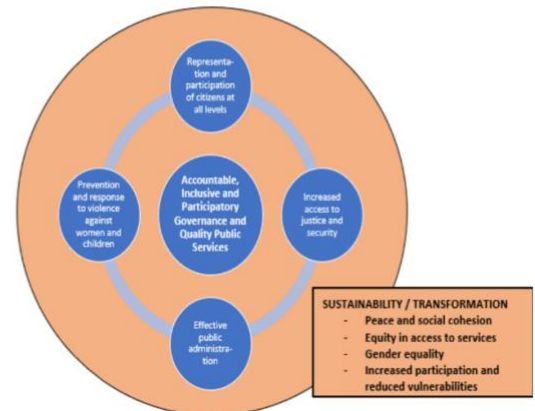 Representa-
tion and
participation
of citizens at
all levels
Prevention
and response
to violence
against
women and
children
Accountable,
Inclusive and
Participatory
Governance and
Quality Public
Services
Increased
access to
justice and
security
Effective
public
administra-
tion
SUSTAINABILITY / TRANSFORMATION
- Peace and social cohesion
- Equity in access to services
- Gender equality
- Increased participation and
reduced vulnerabilities